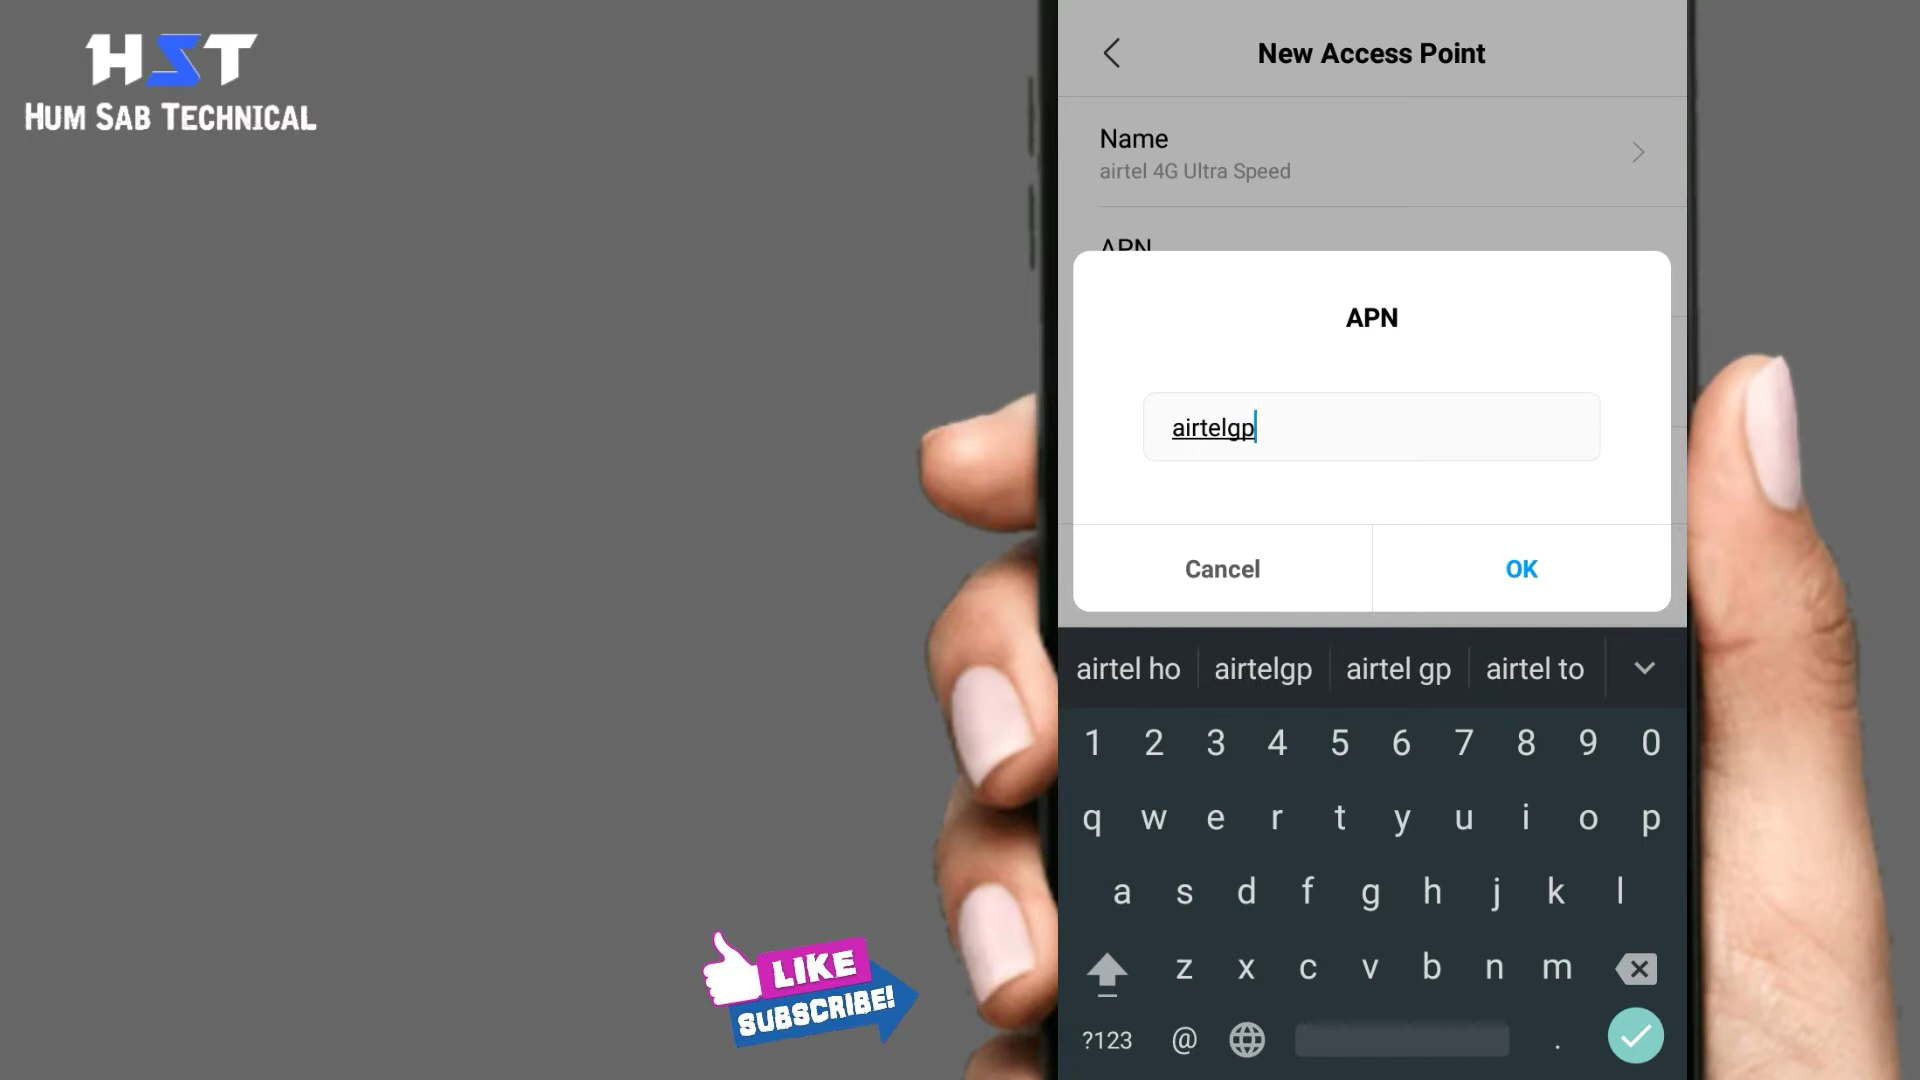 HST
HUM SAB TECHNICAL
New Access Point
Name
airtel 4G Ultra Speed
APN
APN
airtelgp
Cancel
OK
airtel ho
airtelgp
airtel gp
airtel to
1 2 3 4 5 6 7 8 9 0
q w e r t y u i o p
a s d f g h j k l
z x c v b n m
?123 @ .
LIKE
SUBSCRIBE!